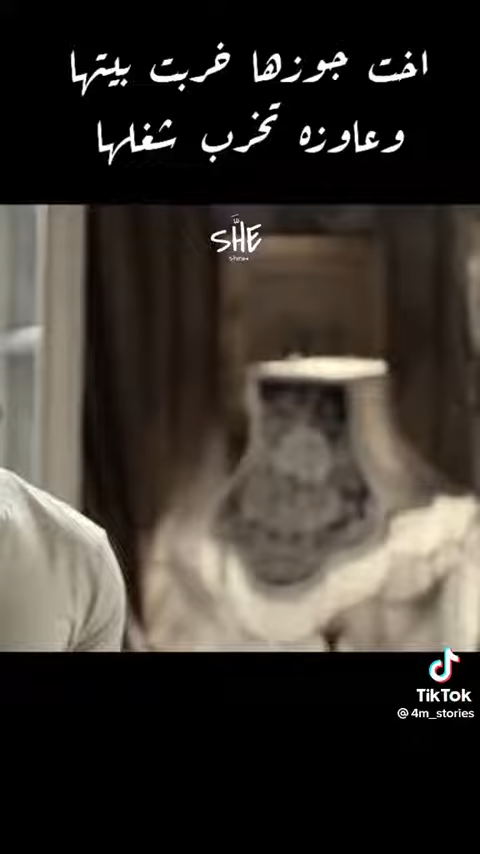 اخت جوزها خربت بيتها
وعاوزه تخرب شغلها
SHE
TikTok
@4m_stories